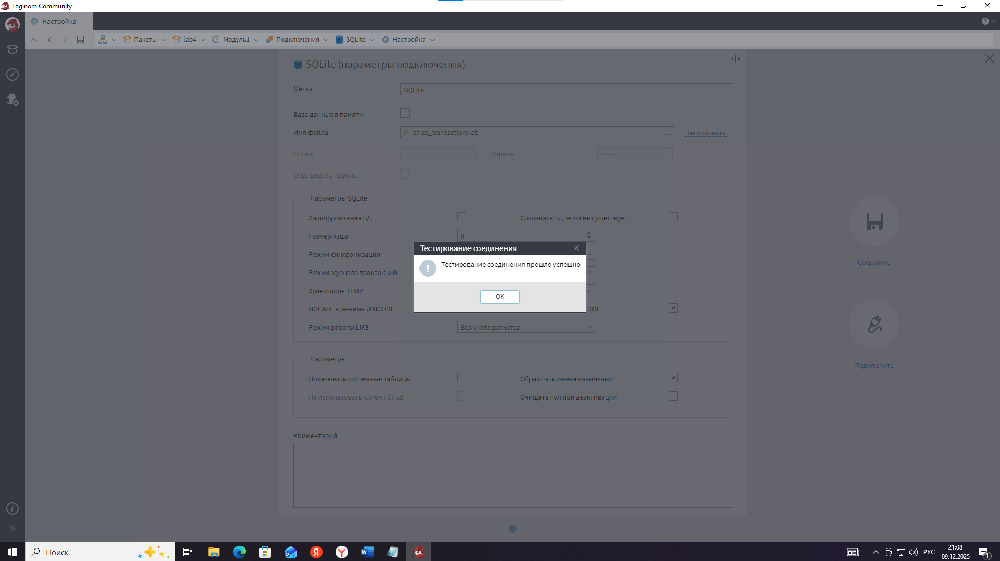 Loginom Community
Настройка
Пакеты
lab4
Модуль1
Подключения
SQLite
Настройка
SQLite (параметры подключения)
Метка
SQLite
База данных в памяти
Имя файла
sales_transactions.db
...
Тестировать
Логин
Пароль
Спрашивать пароль
Параметры SQLite
Зашифрованная БД
Создавать БД, если не существует
Размер кэша
0
Режим синхронизации
Режим журнала транзакций
Хранилище TEMP
NOCASE в режиме UNICODE
Режим работы LIKE
Без учёта регистра
Тестирование соединения
Тестирование соединения прошло успешно
OK
Параметры
Показывать системные таблицы
Обрамлять имена кавычками
Не использовать клиент СУБД
Очищать пул при деактивации
Комментарий
Сохранить
Подключить
Поиск
РУС
21:08
09.12.2025
1